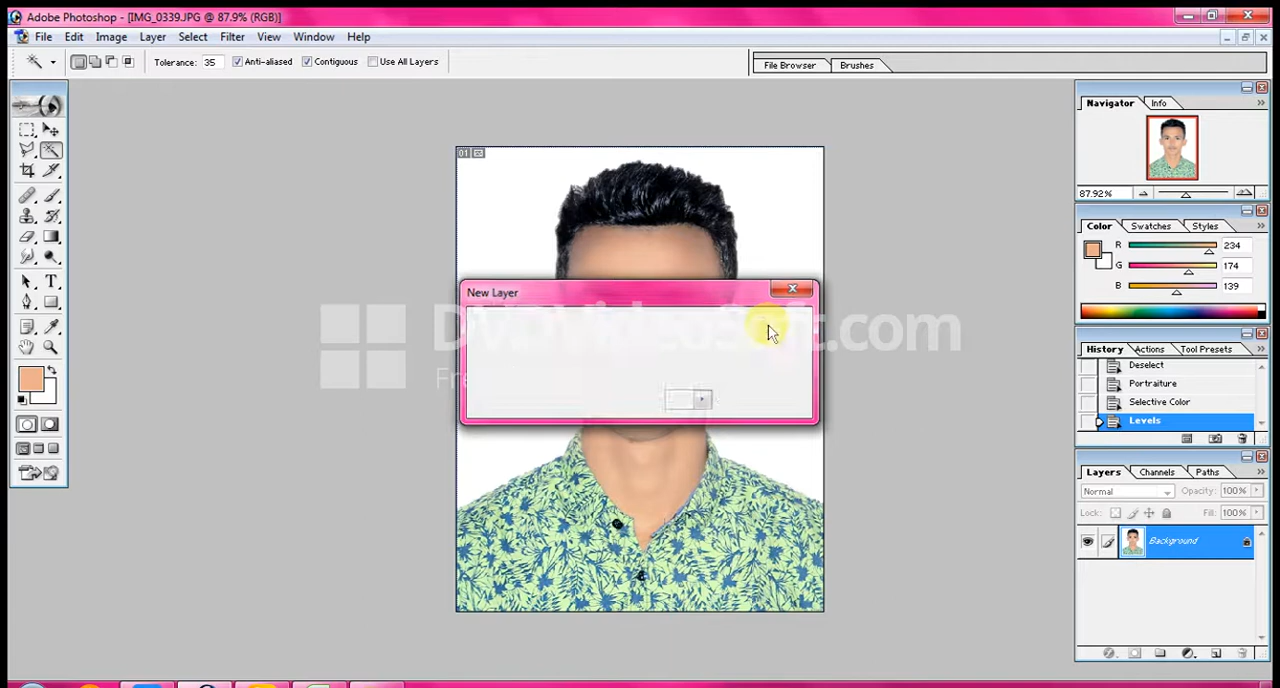 Adobe Photoshop - [IMG_0339.JPG @ 87.9% (RGB)]
File Edit Image Layer Select Filter View Window Help
Tolerance: 35 Anti-aliased Contiguous Use All Layers File Browser Brushes
Navigator Info
01
87.92%
Color Swatches Styles
R 234
G 174
B 139
New Layer
DVDVideoSoft.com
History Actions Tool Presets
Deselect
Portraiture
Selective Color
Levels
Layers Channels Paths
Normal Opacity: 100%
Lock: Fill: 100%
Background